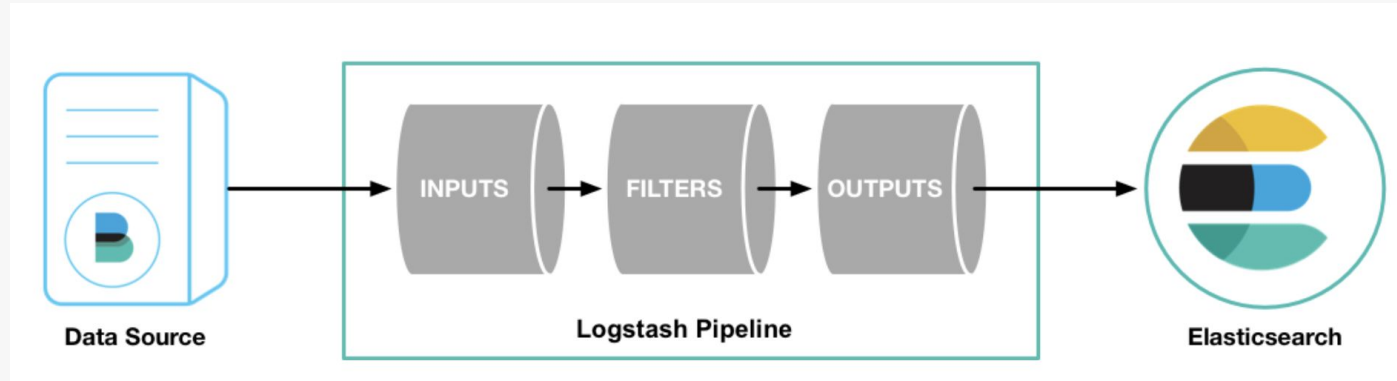 INPUTS
FILTERS
OUTPUTS
Data Source
Logstash Pipeline
Elasticsearch